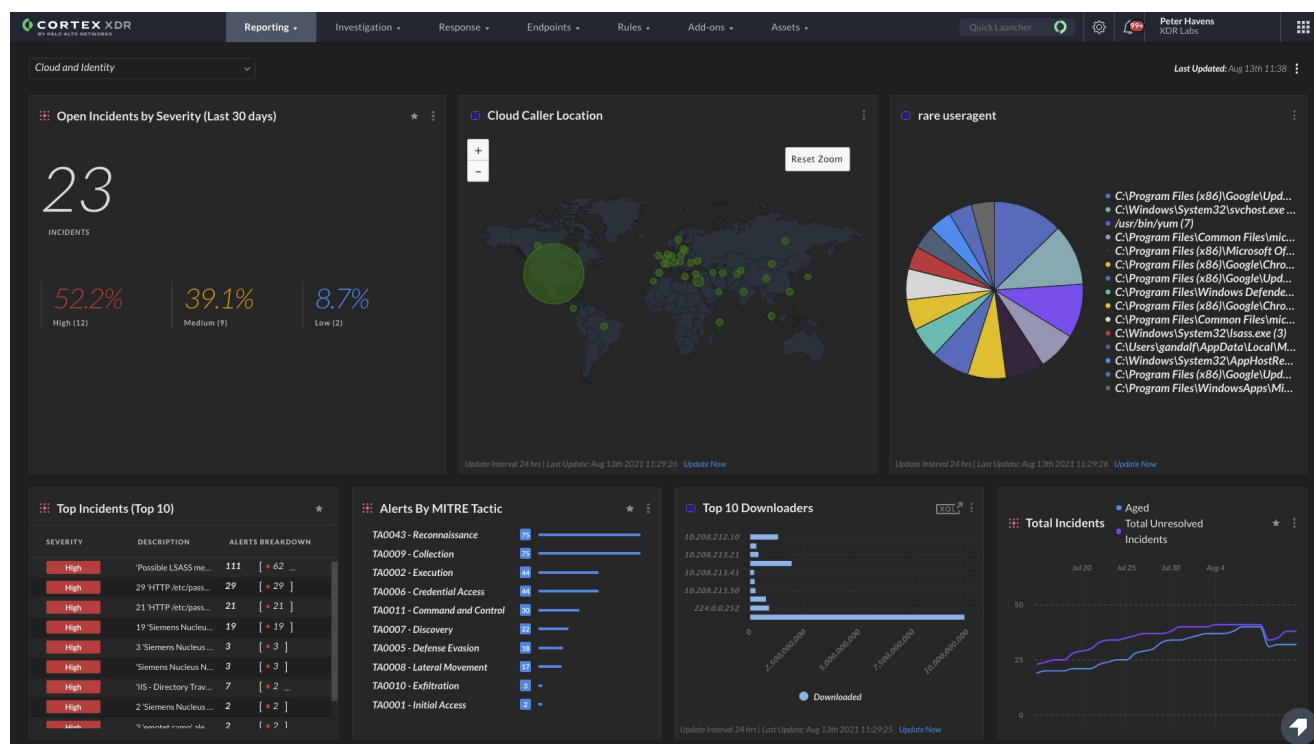 CORTEX XDR
BY PALO ALTO NETWORKS
Reporting
Investigation
Response
Endpoints
Rules
Add-ons
Assets
Quick Launcher
99+
Peter Havens
XDR Labs
Cloud and Identity
Last Updated: Aug 13th 11:38
Open Incidents by Severity (Last 30 days)
23
INCIDENTS
52.2%
High (12)
39.1%
Medium (9)
8.7%
Low (2)
Cloud Caller Location
+
-
Reset Zoom
Update Interval 24 hrs | Last Update: Aug 13th 2021 11:29:26 Update Now
rare useragent
C:\Program Files (x86)\Google\Upd...
C:\Windows\System32\svchost.exe ...
/usr/bin/yum (7)
C:\Program Files\Common Files\mic...
C:\Program Files (x86)\Microsoft Of...
C:\Program Files (x86)\Google\Chro...
C:\Program Files (x86)\Google\Upd...
C:\Program Files\Windows Defende...
C:\Program Files (x86)\Google\Chro...
C:\Program Files\Common Files\mic...
C:\Windows\System32\lsass.exe (3)
C:\Users\gandalf\AppData\Local\M...
C:\Windows\System32\AppHostRe...
C:\Program Files (x86)\Google\Upd...
C:\Program Files\WindowsApps\Mi...
Update Interval 24 hrs | Last Update: Aug 13th 2021 11:29:26 Update Now
Top Incidents (Top 10)
SEVERITY DESCRIPTION ALERTS BREAKDOWN
High 'Possible LSASS me... 111 [ 62 ...
High 29 'HTTP /etc/pass... 29 [ 29 ]
High 21 'HTTP /etc/pass... 21 [ 21 ]
High 19 'Siemens Nucleu... 19 [ 19 ]
High 3 'Siemens Nucleus ... 3 [ 3 ]
High 'Siemens Nucleus N... 3 [ 3 ]
High 'IIS - Directory Trav... 7 [ 2 ...
High 2 'Siemens Nucleus ... 2 [ 2 ]
High 2 'emotet camp' ale... 2 [ 2 ]
Alerts By MITRE Tactic
TA0043 - Reconnaissance 75
TA0009 - Collection 75
TA0002 - Execution 44
TA0006 - Credential Access 44
TA0011 - Command and Control 30
TA0007 - Discovery 22
TA0005 - Defense Evasion 18
TA0008 - Lateral Movement 17
TA0010 - Exfiltration 3
TA0001 - Initial Access 2
Top 10 Downloaders
XQL
10.208.212.10
10.208.213.21
10.208.213.41
10.208.213.50
224.0.0.252
0
2,500,000,000
5,000,000,000
7,500,000,000
10,000,000,000
Downloaded
Update Interval 24 hrs | Last Update: Aug 13th 2021 11:29:25 Update Now
Total Incidents
Aged
Total Unresolved
Incidents
Jul 20 Jul 25 Jul 30 Aug 4
50
25
0